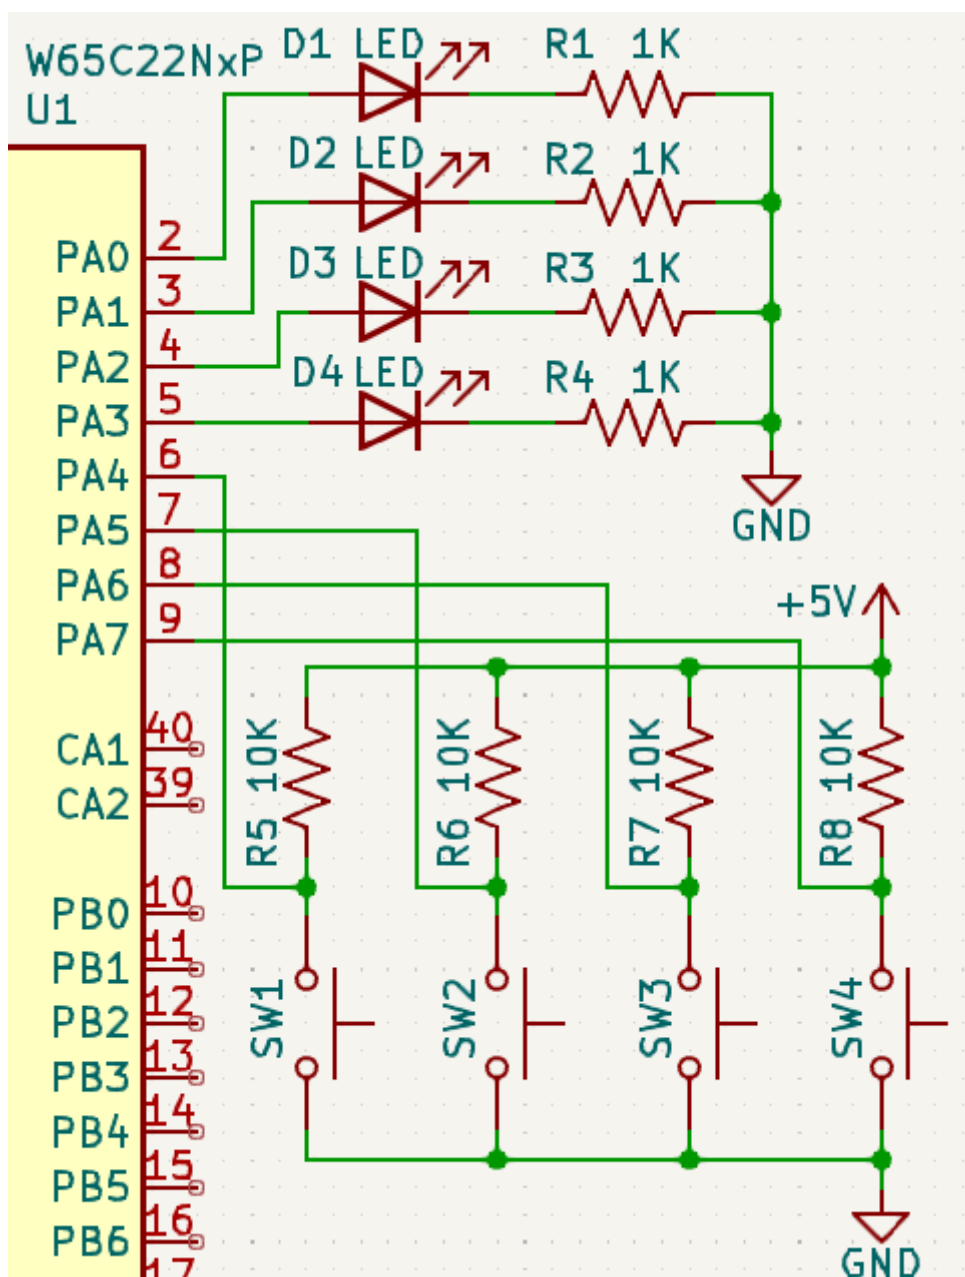 W65C22NxP
U1
D1 LED
R1 1K
D2 LED
R2 1K
PA0 2
D3 LED
R3 1K
PA1 3
PA2 4
D4 LED
R4 1K
PA3 5
PA4 6
PA5 7
GND
PA6 8
+5V
PA7 9
CA1 40
CA2 39
R5 10K
R6 10K
R7 10K
R8 10K
PB0 10
PB1 11
PB2 12
PB3 13
SW1
SW2
SW3
SW4
PB4 14
PB5 15
PB6 16
17
GND